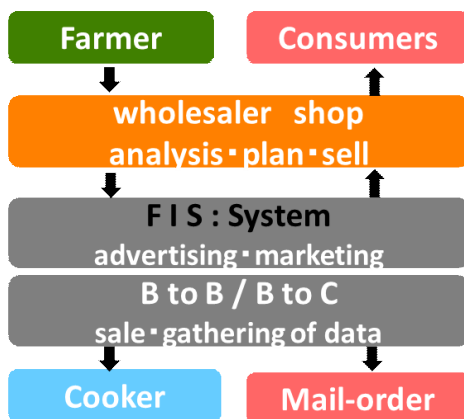 Farmer
Consumers
wholesaler shop
analysis・plan・sell
F I S : System
advertising・marketing
B to B / B to C
sale・gathering of data
Cooker
Mail-order